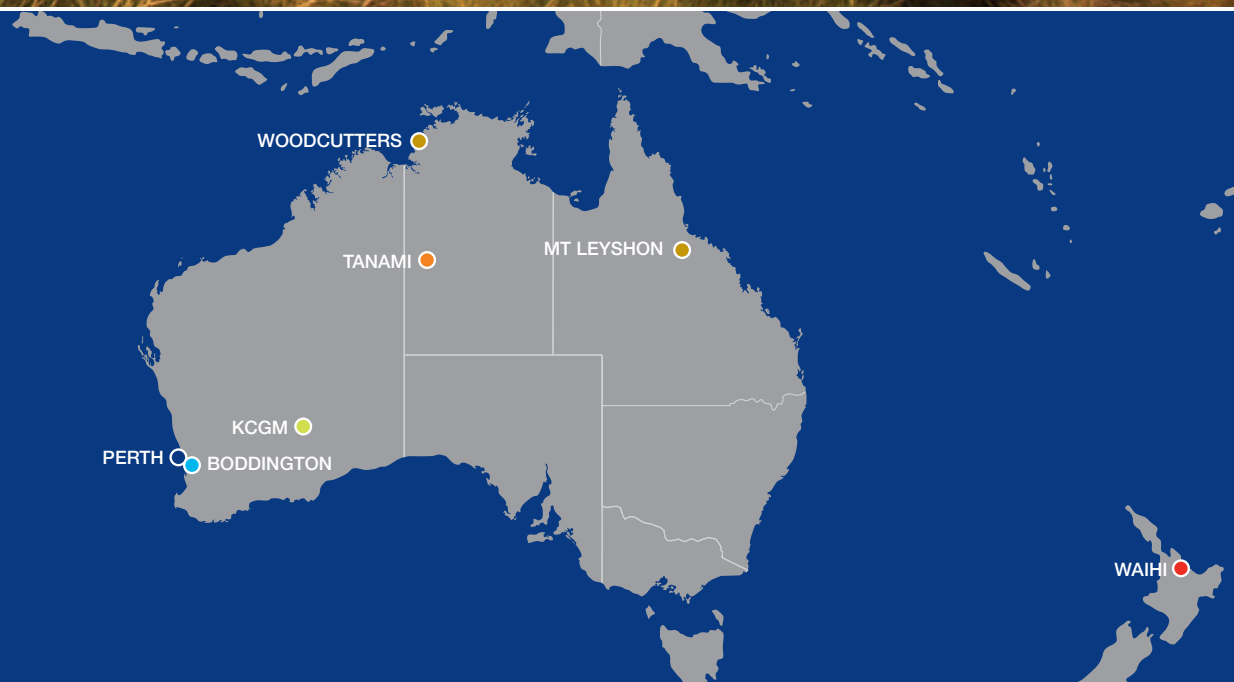 WOODCUTTERS
MT LEYSHON
TANAMI
KCGM
PERTH
BODDINGTON
WAIHI